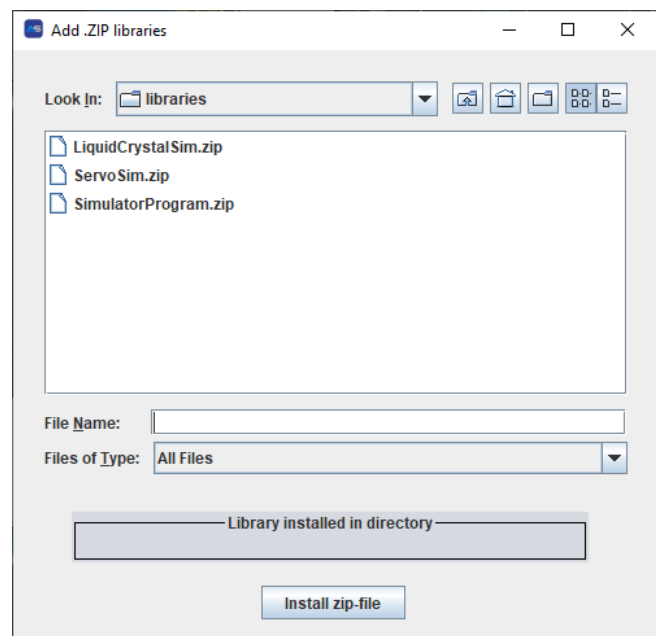 Add .ZIP libraries
Look In: libraries
LiquidCrystalSim.zip
ServoSim.zip
SimulatorProgram.zip
File Name:
Files of Type: All Files
Library installed in directory
Install zip-file